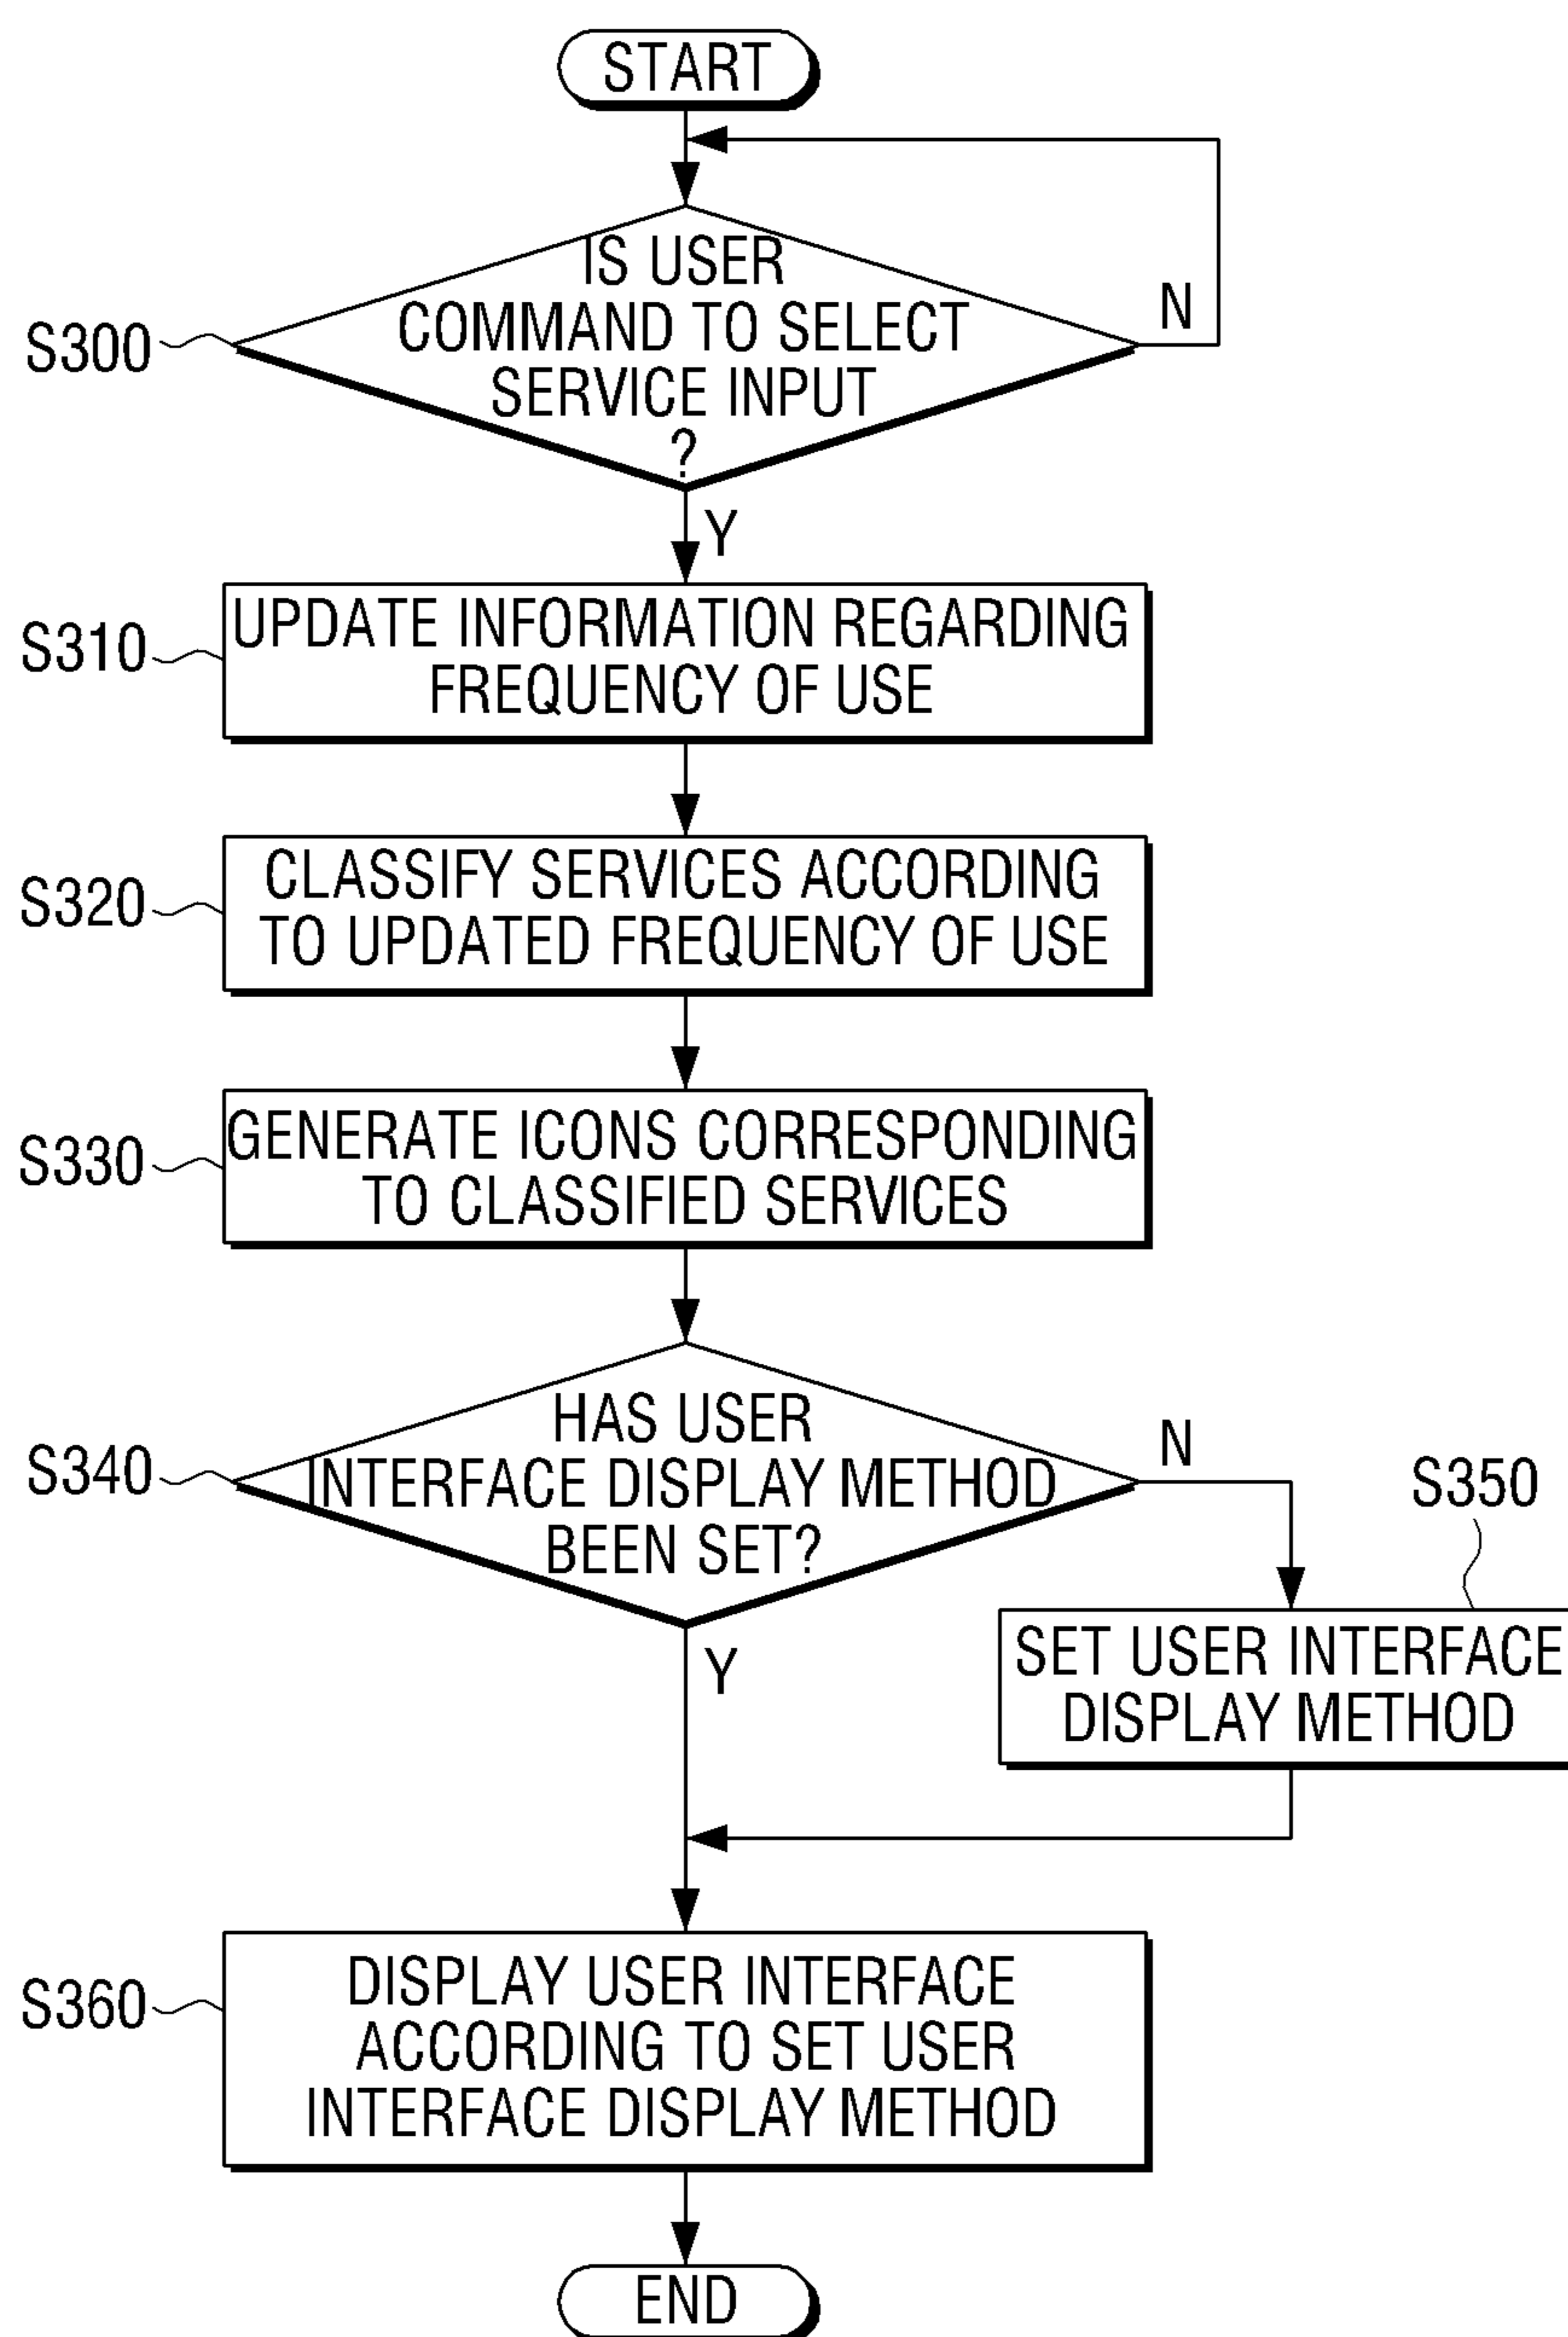 START
IS USER
COMMAND TO SELECT
SERVICE INPUT
?
N
S300
Y
UPDATE INFORMATION REGARDING
FREQUENCY OF USE
S310
CLASSIFY SERVICES ACCORDING
TO UPDATED FREQUENCY OF USE
S320
GENERATE ICONS CORRESPONDING
TO CLASSIFIED SERVICES
S330
HAS USER
INTERFACE DISPLAY METHOD
BEEN SET?
S340
N
S350
SET USER INTERFACE
DISPLAY METHOD
Y
DISPLAY USER INTERFACE
ACCORDING TO SET USER
INTERFACE DISPLAY METHOD
S360
END